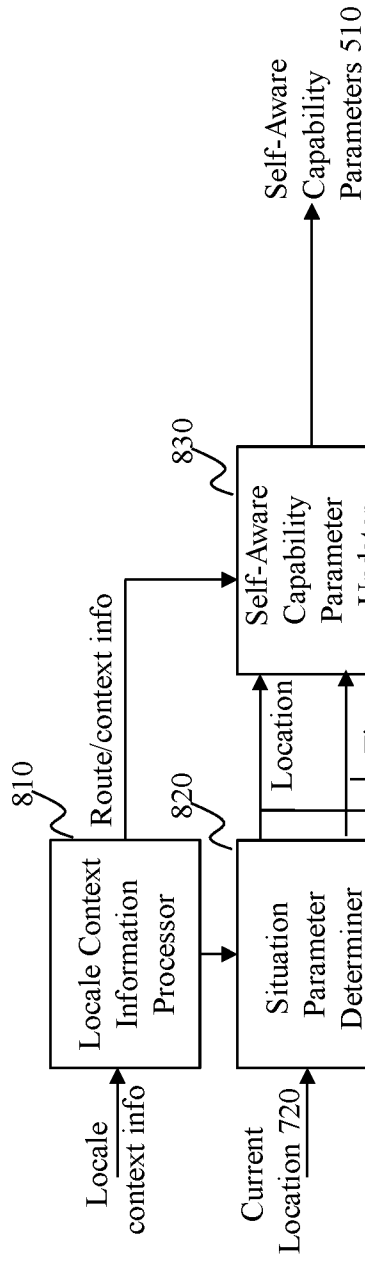 Locale
context info
810
Locale Context
Information
Processor
Route/context info
Current
Location 720
820
Situation
Parameter
Determiner
Location
830
Self-Aware
Capability
Parameter
Self-Aware
Capability
Parameters 510